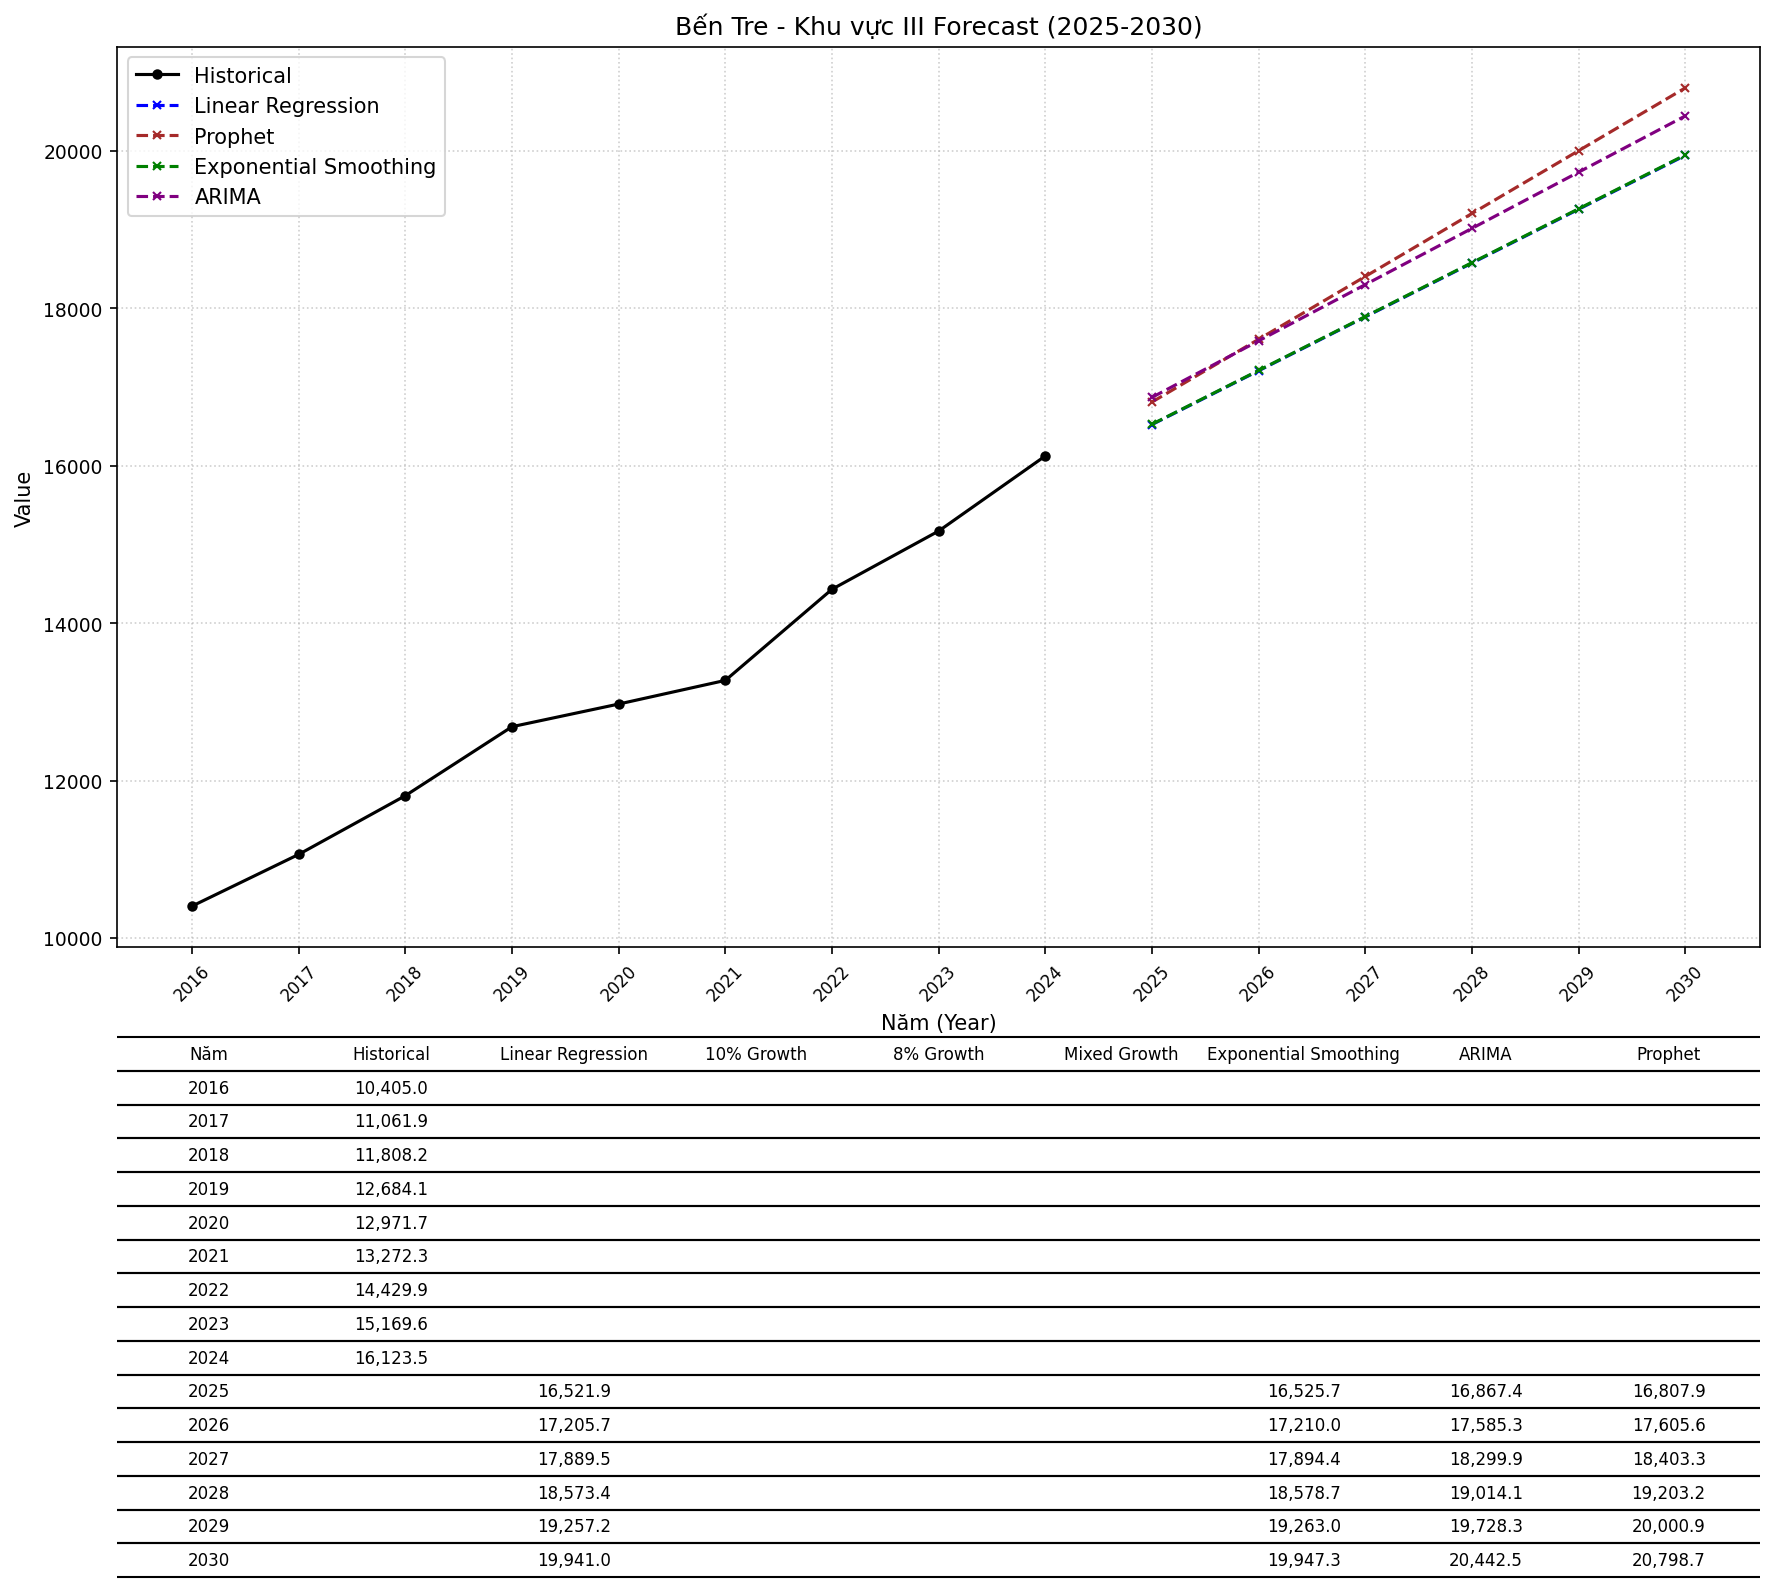 Bến Tre - Khu vực III Forecast (2025-2030)
Historical
Linear Regression
Prophet
Exponential Smoothing
ARIMA
Value
20000
18000
16000
14000
12000
10000
2016 2017 2018 2019 2020 2021 2022 2023 2024 2025 2026 2027 2028 2029 2030
Năm (Year)
Năm Historical Linear Regression 10% Growth 8% Growth Mixed Growth Exponential Smoothing ARIMA Prophet
2016 10,405.0
2017 11,061.9
2018 11,808.2
2019 12,684.1
2020 12,971.7
2021 13,272.3
2022 14,429.9
2023 15,169.6
2024 16,123.5
2025 16,521.9 16,525.7 16,867.4 16,807.9
2026 17,205.7 17,210.0 17,585.3 17,605.6
2027 17,889.5 17,894.4 18,299.9 18,403.3
2028 18,573.4 18,578.7 19,014.1 19,203.2
2029 19,257.2 19,263.0 19,728.3 20,000.9
2030 19,941.0 19,947.3 20,442.5 20,798.7